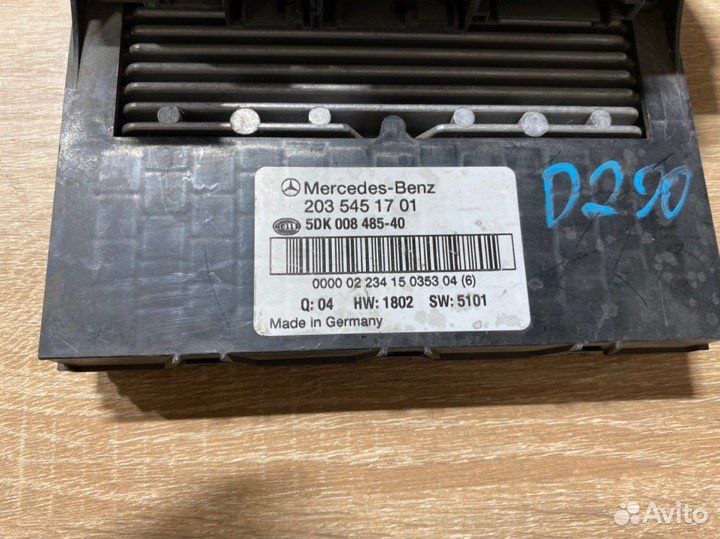 Mercedes-Benz
203 545 17 01
HELLA 5DK 008 485-40
0000 02 234 15 0353 04 (6)
Q: 04 HW: 1802 SW: 5101
Made in Germany
D290
Avito